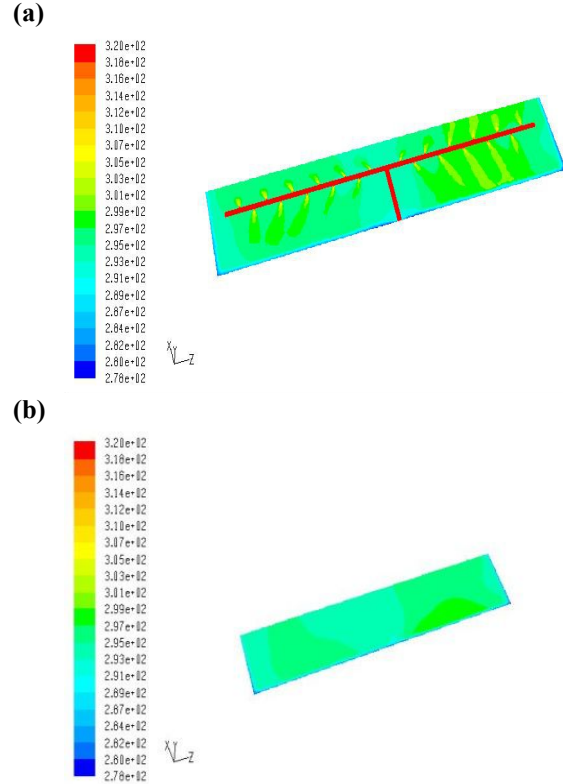 (a)
3.20e+02
3.18e+02
3.16e+02
3.14e+02
3.12e+02
3.10e+02
3.07e+02
3.05e+02
3.03e+02
3.01e+02
2.99e+02
2.97e+02
2.95e+02
2.93e+02
2.91e+02
2.89e+02
2.87e+02
2.84e+02
2.82e+02
2.80e+02
2.78e+02
X Y Z
(b)
3.20e+02
3.18e+02
3.16e+02
3.14e+02
3.12e+02
3.10e+02
3.07e+02
3.05e+02
3.03e+02
3.01e+02
2.99e+02
2.97e+02
2.95e+02
2.93e+02
2.91e+02
2.89e+02
2.87e+02
2.84e+02
2.82e+02
2.80e+02
2.78e+02
X Y Z